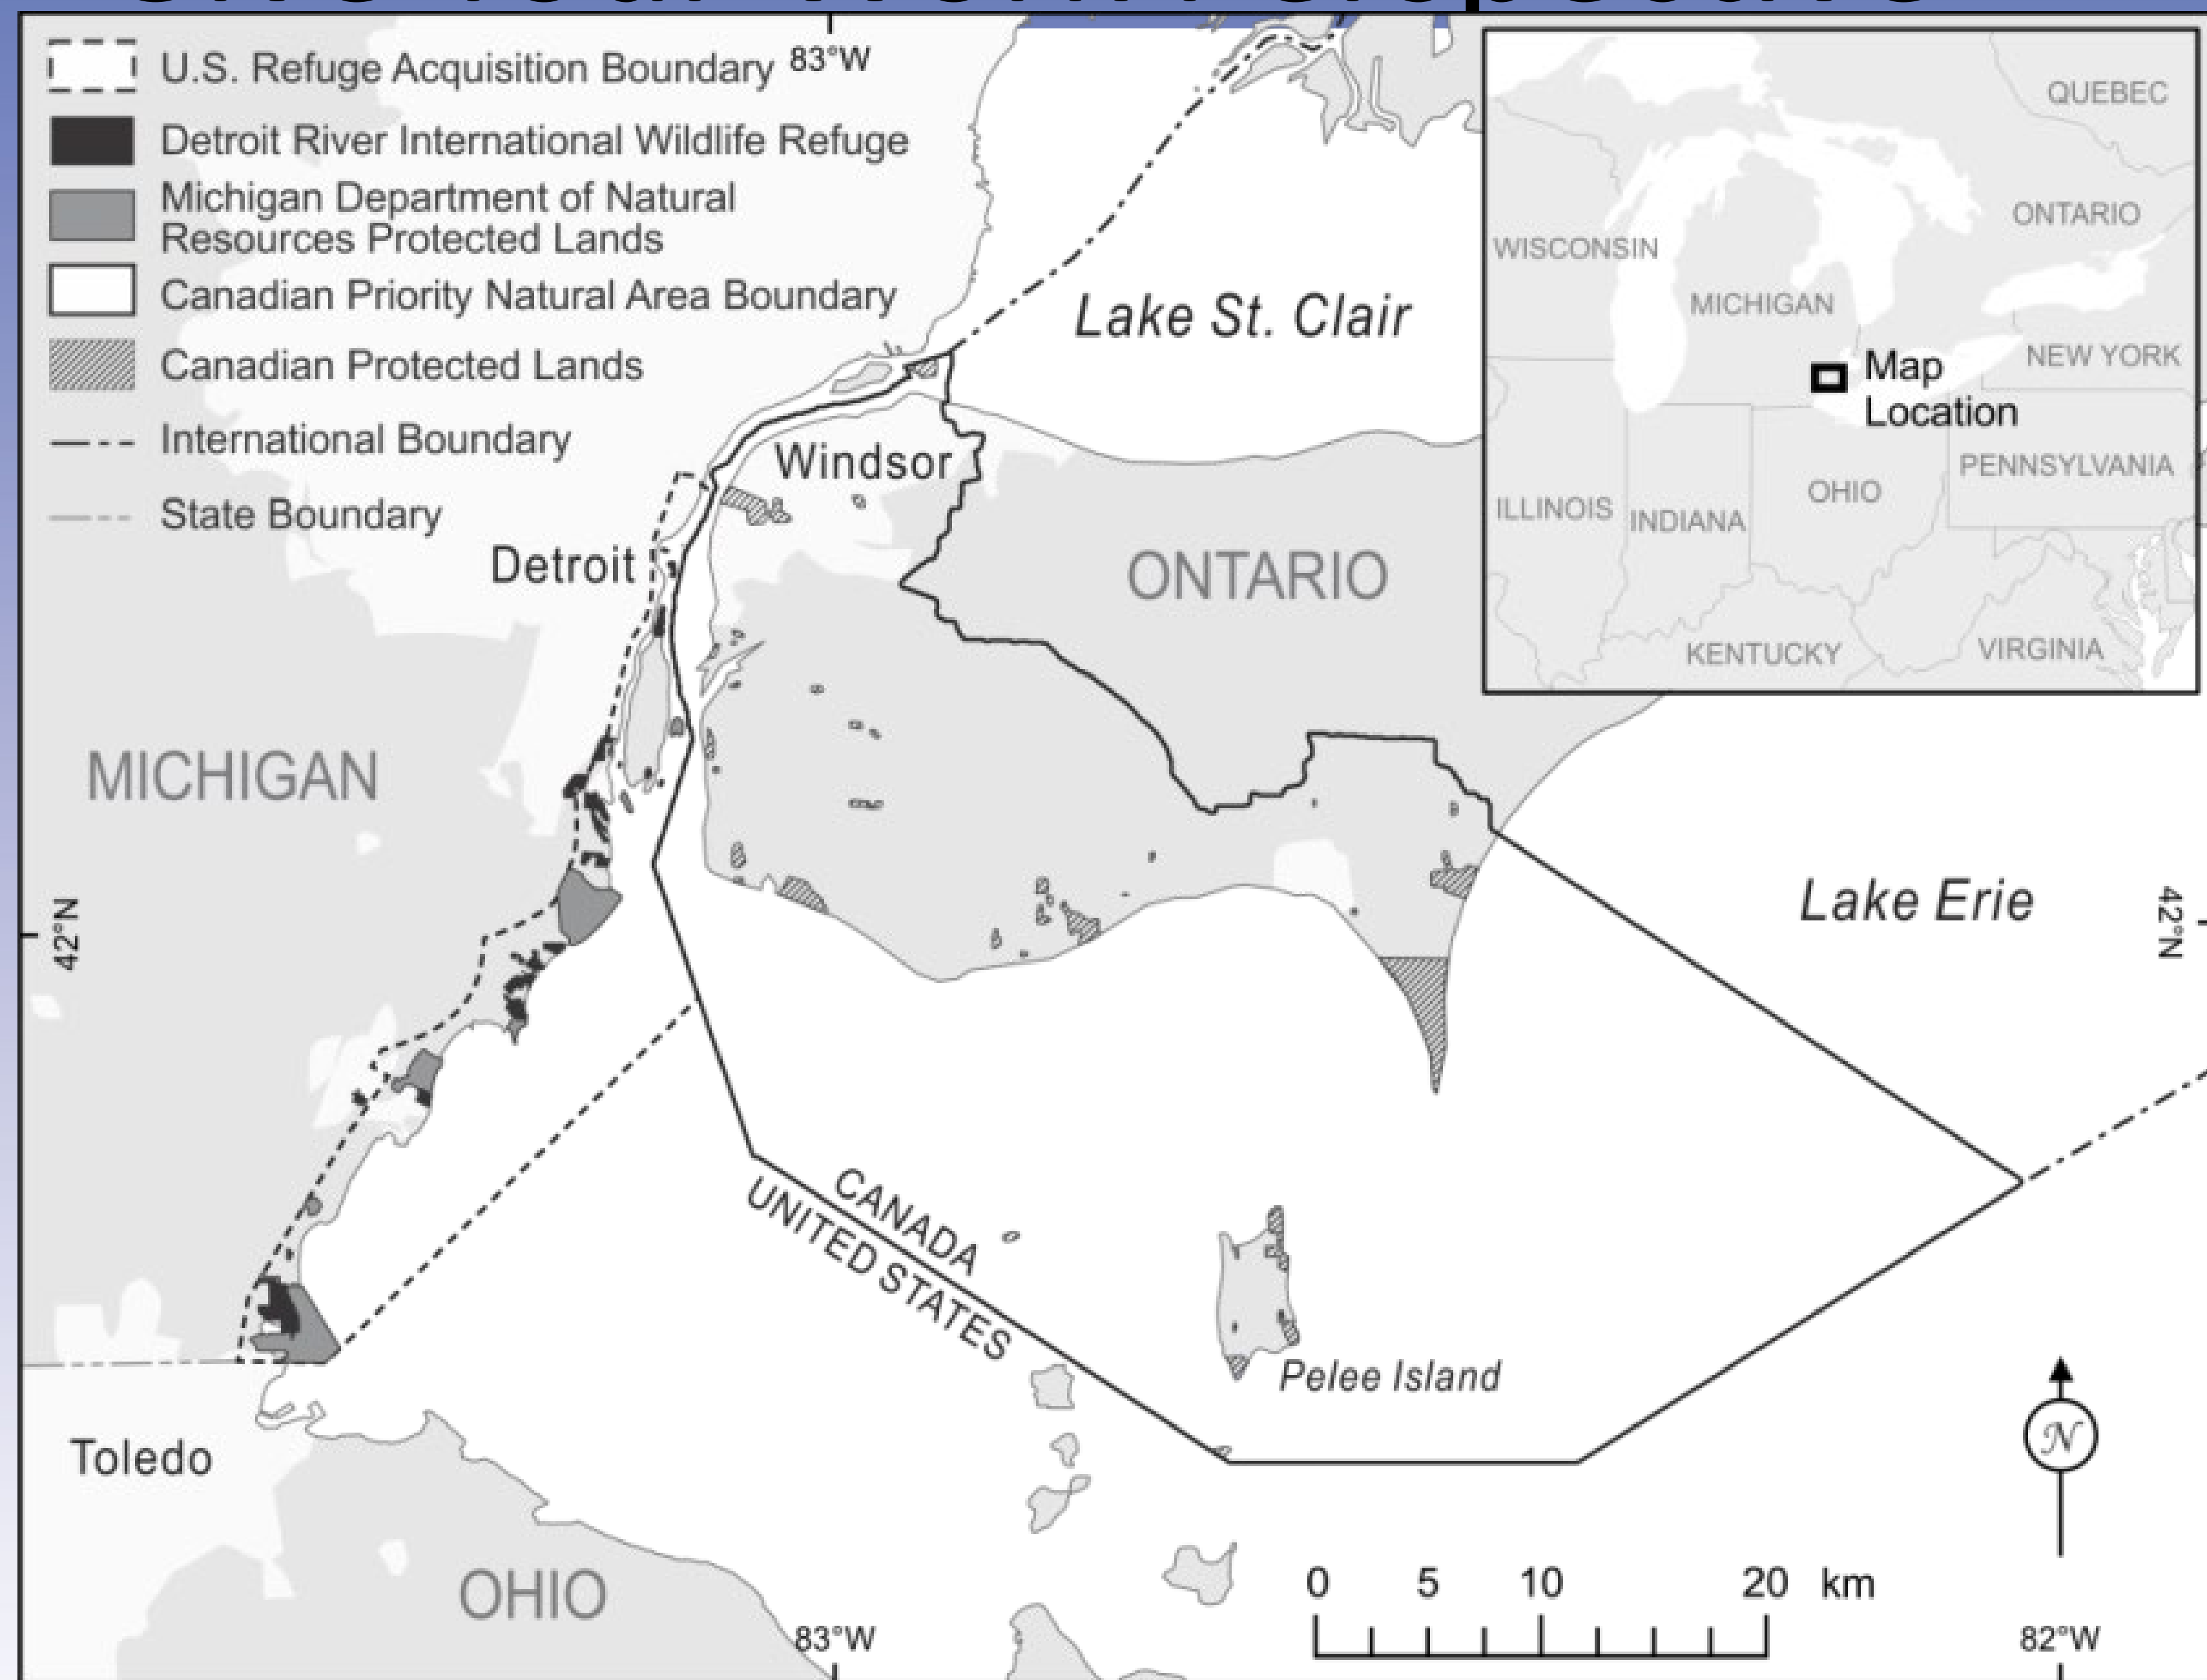 U.S. Refuge Acquisition Boundary
Detroit River International Wildlife Refuge
Michigan Department of Natural
Resources Protected Lands
Canadian Priority Natural Area Boundary
Canadian Protected Lands
International Boundary
State Boundary
83°W
Lake St. Clair
Windsor
Detroit
ONTARIO
MICHIGAN
42°N
Lake Erie
42°N
CANADA
UNITED STATES
Pelee Island
Toledo
OHIO
83°W
82°W
N
0 5 10 20 km
QUEBEC
ONTARIO
WISCONSIN
MICHIGAN
NEW YORK
Map
Location
PENNSYLVANIA
OHIO
ILLINOIS
INDIANA
KENTUCKY
VIRGINIA